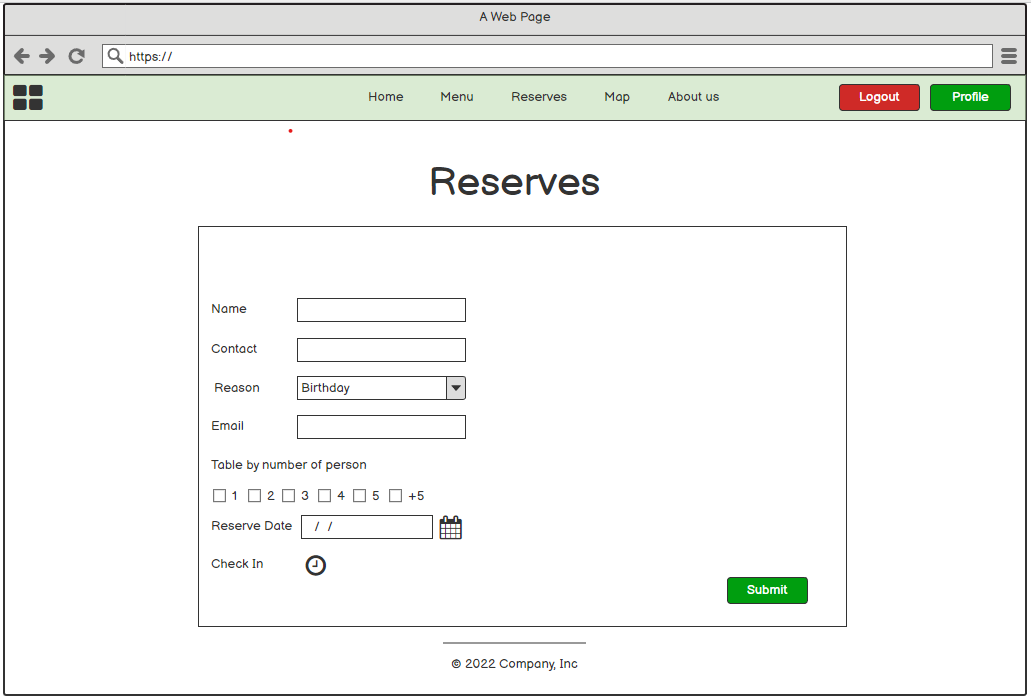 A Web Page
https://
Home Menu Reserves Map About us Logout Profile
Reserves
Name
Contact
Reason Birthday
Email
Table by number of person
1 2 3 4 5 +5
Reserve Date / /
Check In
Submit
© 2022 Company, Inc